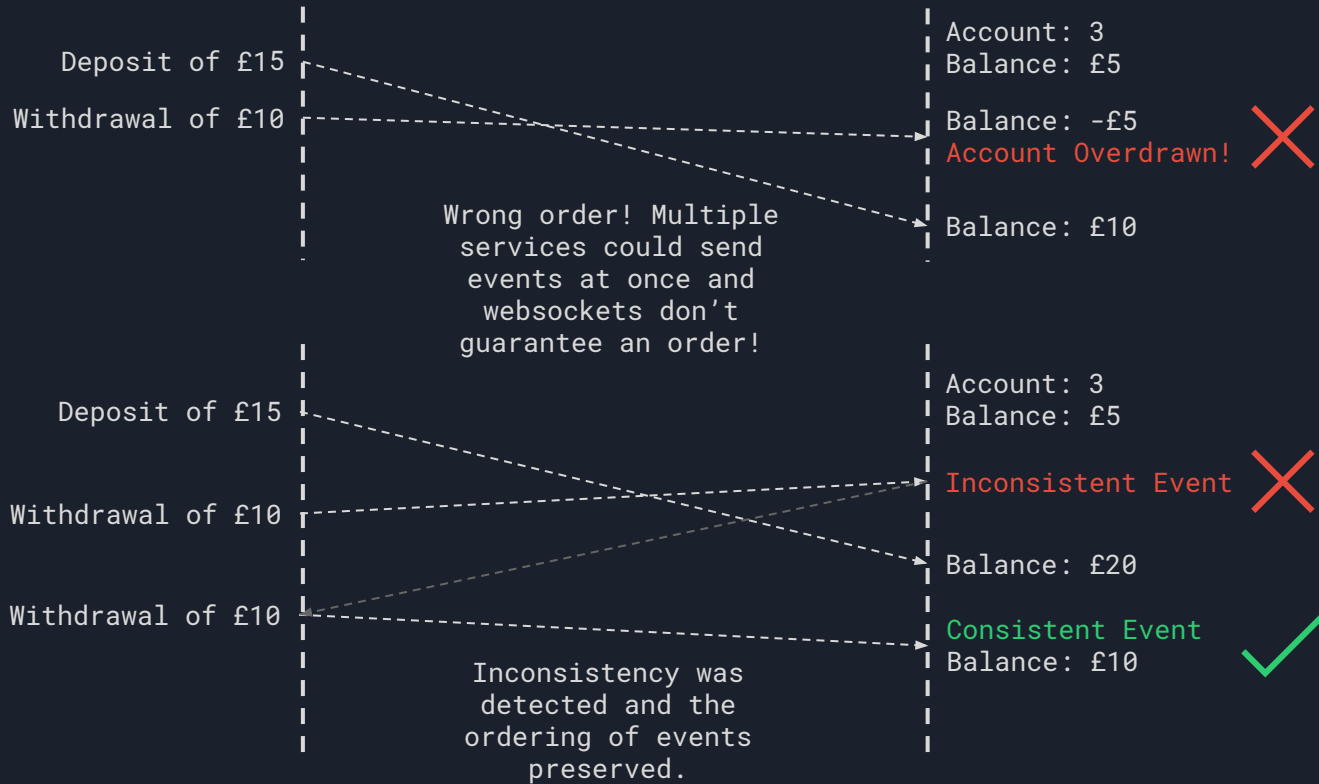 Deposit of £15
Withdrawal of £10
Account: 3
Balance: £5
Balance: -£5
Account Overdrawn!
Balance: £10
Wrong order! Multiple
services could send
events at once and
websockets don’t
guarantee an order!
Deposit of £15
Withdrawal of £10
Withdrawal of £10
Account: 3
Balance: £5
Inconsistent Event
Balance: £20
Consistent Event
Balance: £10
Inconsistency was
detected and the
ordering of events
preserved.